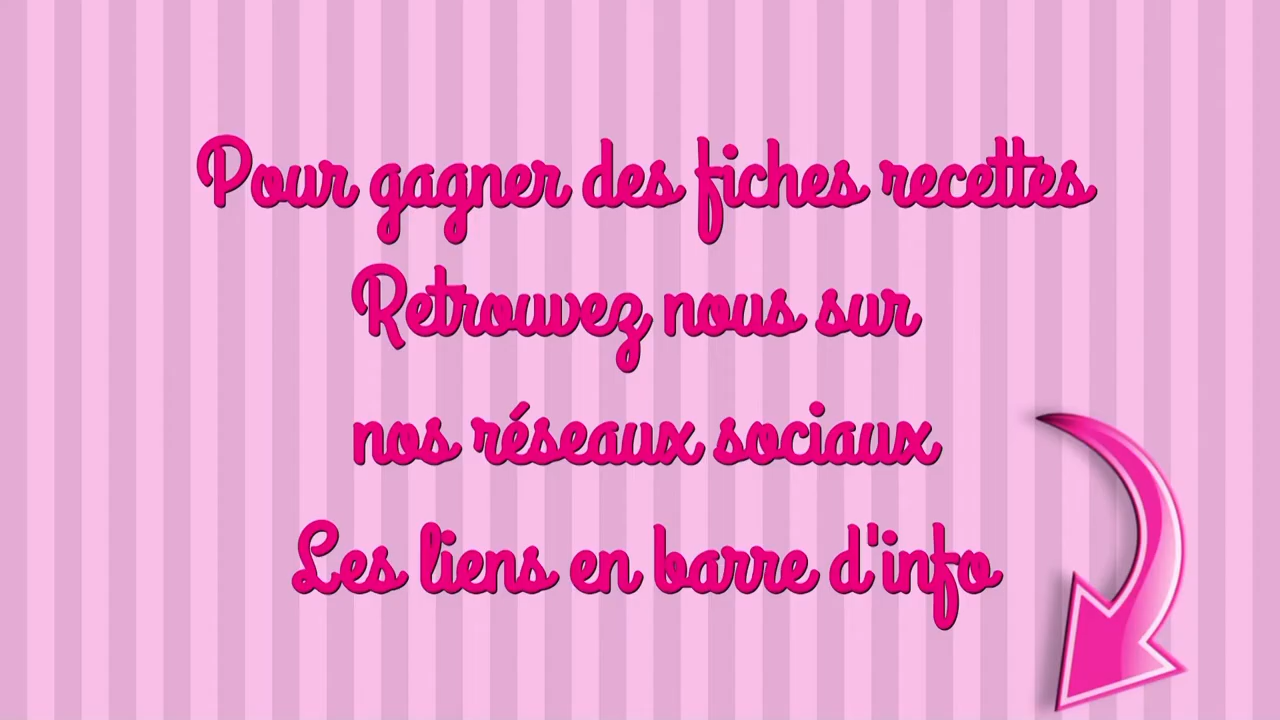 Pour gagner des fiches recettes
Retrouvez nous sur
nos réseaux sociaux
Les liens en barre d'info